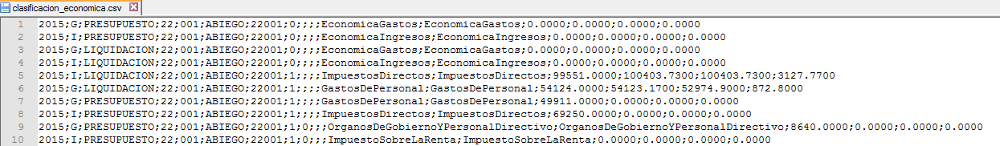 clasificacion_economica.csv
1 2015;G;PRESUPUESTO;22;001;ABIEGO;22001;0;;;;EconomicaGastos;EconomicaGastos;0.0000;0.0000;0.0000;0.0000
2 2015;I;PRESUPUESTO;22;001;ABIEGO;22001;0;;;;EconomicaIngresos;EconomicaIngresos;0.0000;0.0000;0.0000;0.0000
3 2015;G;LIQUIDACION;22;001;ABIEGO;22001;0;;;;EconomicaGastos;EconomicaGastos;0.0000;0.0000;0.0000;0.0000
4 2015;I;LIQUIDACION;22;001;ABIEGO;22001;0;;;;EconomicaIngresos;EconomicaIngresos;0.0000;0.0000;0.0000;0.0000
5 2015;I;LIQUIDACION;22;001;ABIEGO;22001;1;;;;ImpuestosDirectos;ImpuestosDirectos;99551.0000;100403.7300;100403.7300;3127.7700
6 2015;G;LIQUIDACION;22;001;ABIEGO;22001;1;;;;GastosDePersonal;GastosDePersonal;54124.0000;54123.1700;52974.9000;872.8000
7 2015;G;PRESUPUESTO;22;001;ABIEGO;22001;1;;;;GastosDePersonal;GastosDePersonal;49911.0000;0.0000;0.0000;0.0000
8 2015;I;PRESUPUESTO;22;001;ABIEGO;22001;1;;;;ImpuestosDirectos;ImpuestosDirectos;69250.0000;0.0000;0.0000;0.0000
9 2015;G;PRESUPUESTO;22;001;ABIEGO;22001;1;0;;;OrganosDeGobiernoYPersonalDirectivo;OrganosDeGobiernoYPersonalDirectivo;8640.0000;0.0000;0.0000;0.0000
10 2015;I;PRESUPUESTO;22;001;ABIEGO;22001;1;0;;;ImpuestoSobreLaRenta;ImpuestoSobreLaRenta;0.0000;0.0000;0.0000;0.0000